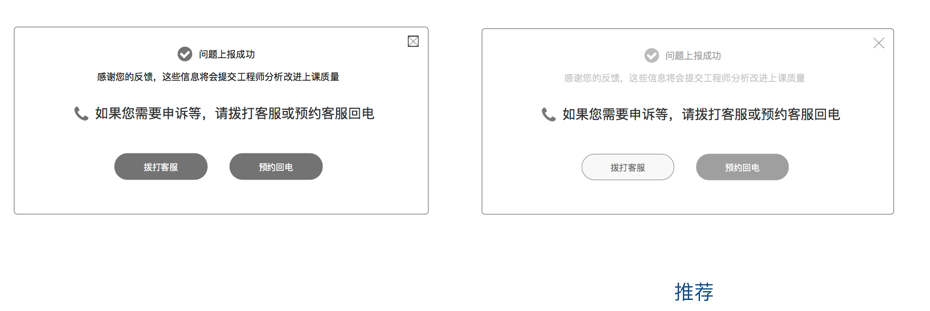 问题上报成功
感谢您的反馈，这些信息将会提交工程师分析改进上课质量
如果您需要申诉等，请拨打客服或预约客服回电
拨打客服
预约回电
问题上报成功
感谢您的反馈，这些信息将会提交工程师分析改进上课质量
如果您需要申诉等，请拨打客服或预约客服回电
拨打客服
预约回电
推荐